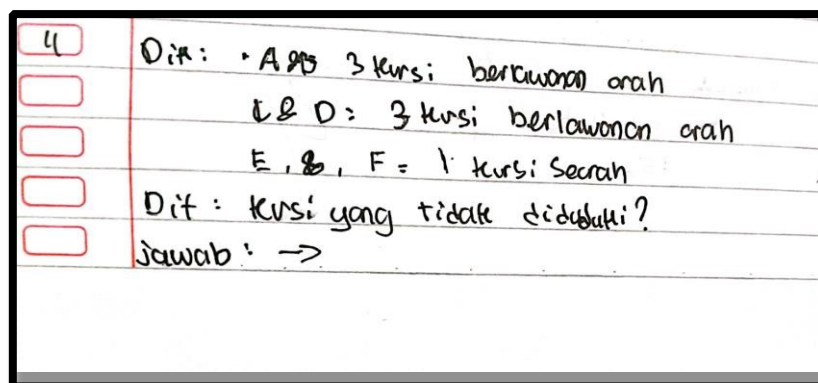 4
Dik: • A & B 3 kursi berlawanan arah
C & D: 3 kursi berlawanan arah
E, &, F = 1 kursi Searah
Dit: kursi yang tidak diduduki?
jawab: →